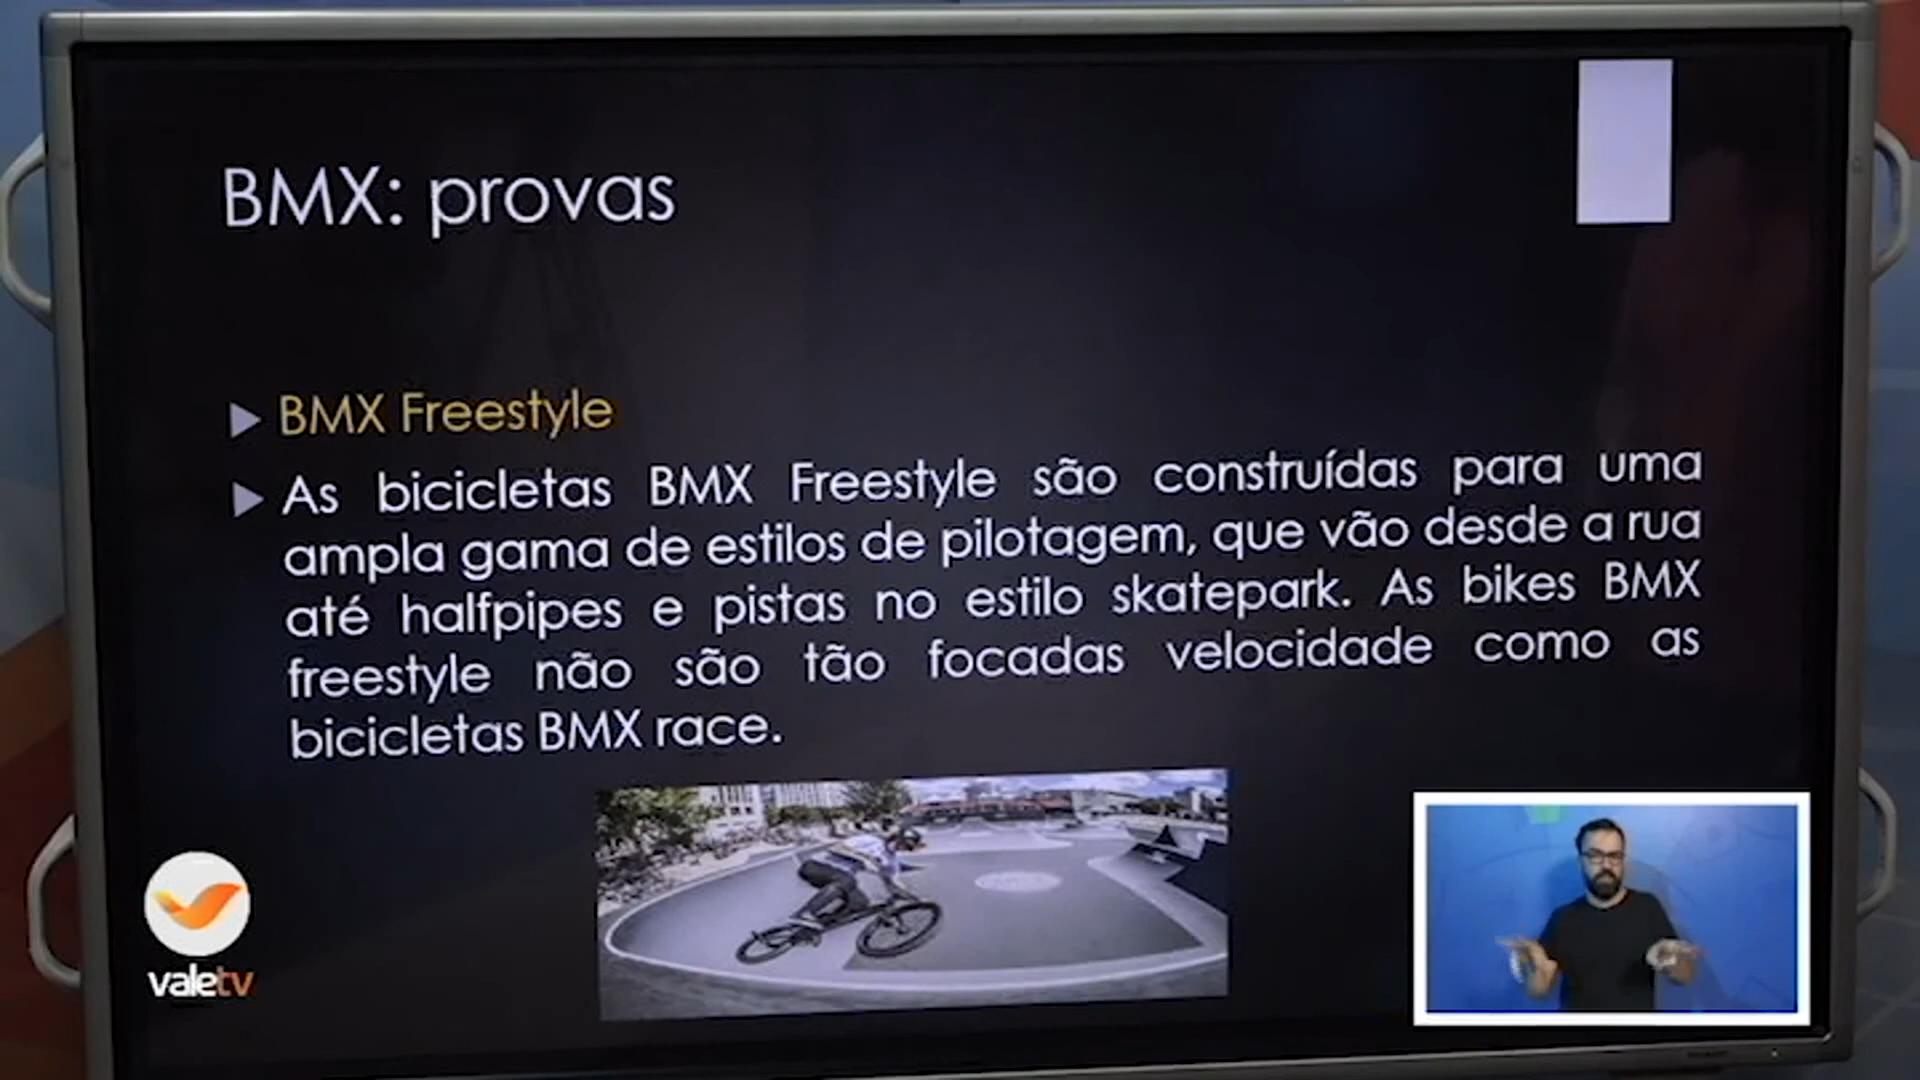 BMX: provas
BMX Freestyle
As bicicletas BMX Freestyle são construídas para uma
ampla gama de estilos de pilotagem, que vão desde a rua
até halfpipes e pistas no estilo skatepark. As bikes BMX
freestyle não são tão focadas velocidade como as
bicicletas BMX race.
valetv